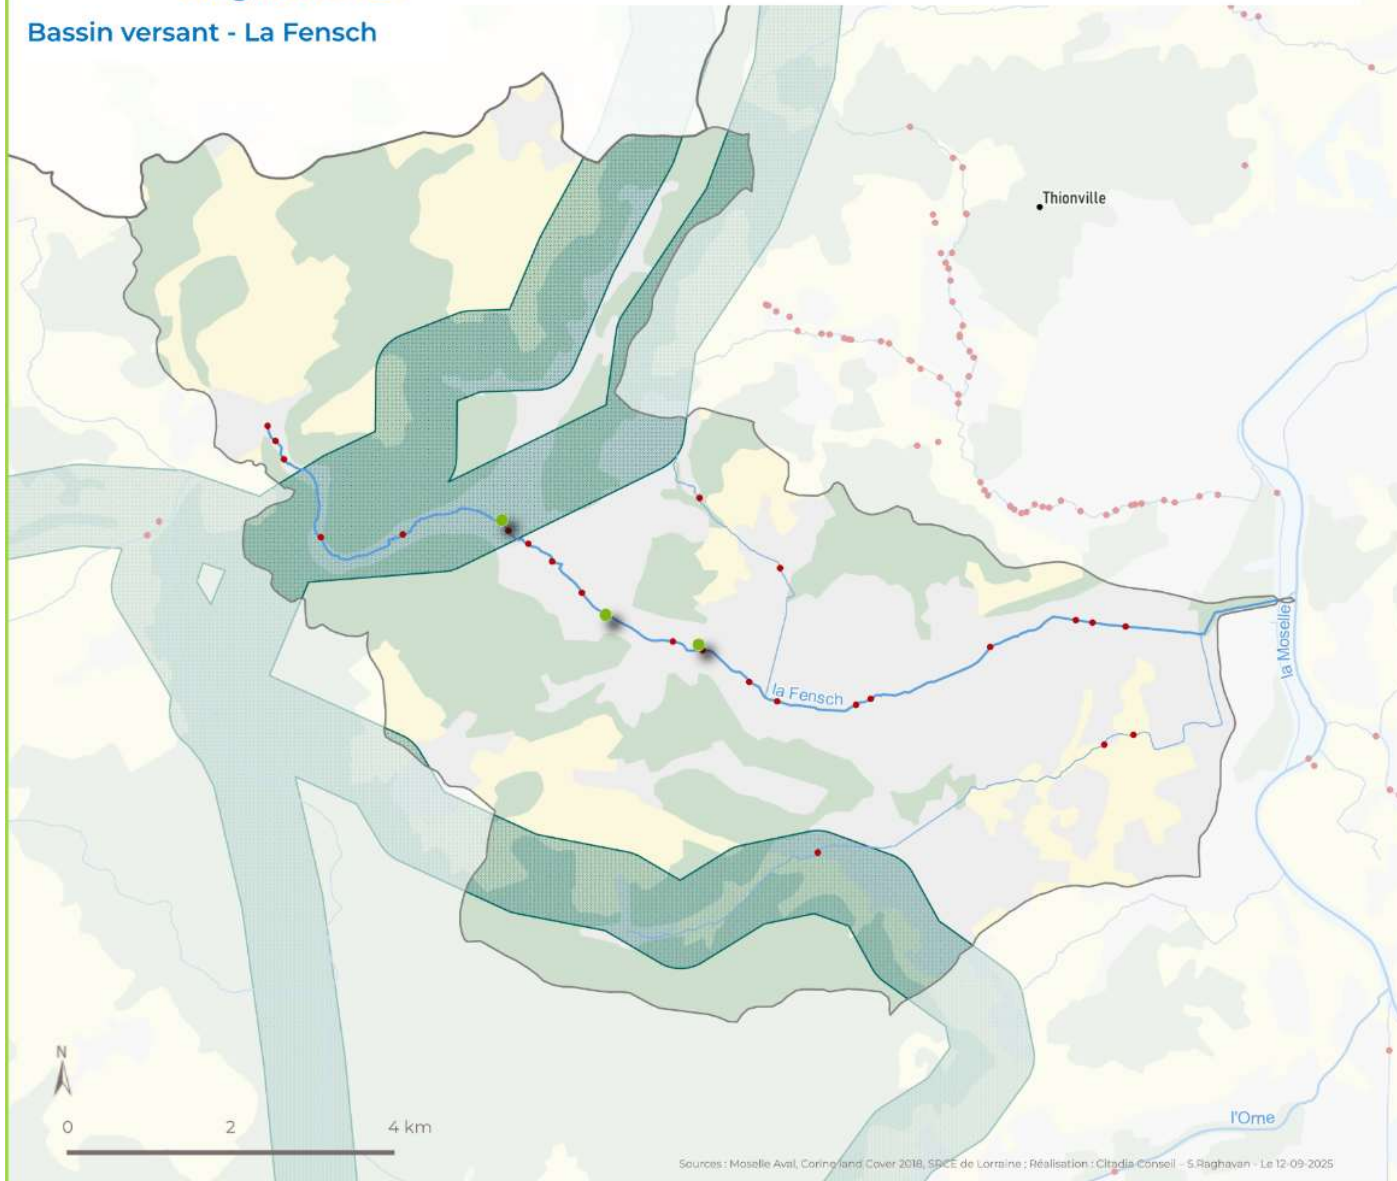 Bassin versant - La Fensch
Thionville
la Fensch
la Moselle
l'Orne
N
0 2 4 km
Sources : Moselle Aval, Corine land Cover 2018, SRCE de Lorraine ; Réalisation : Citadia Conseil - S.Raghavan - Le 12-09-2025